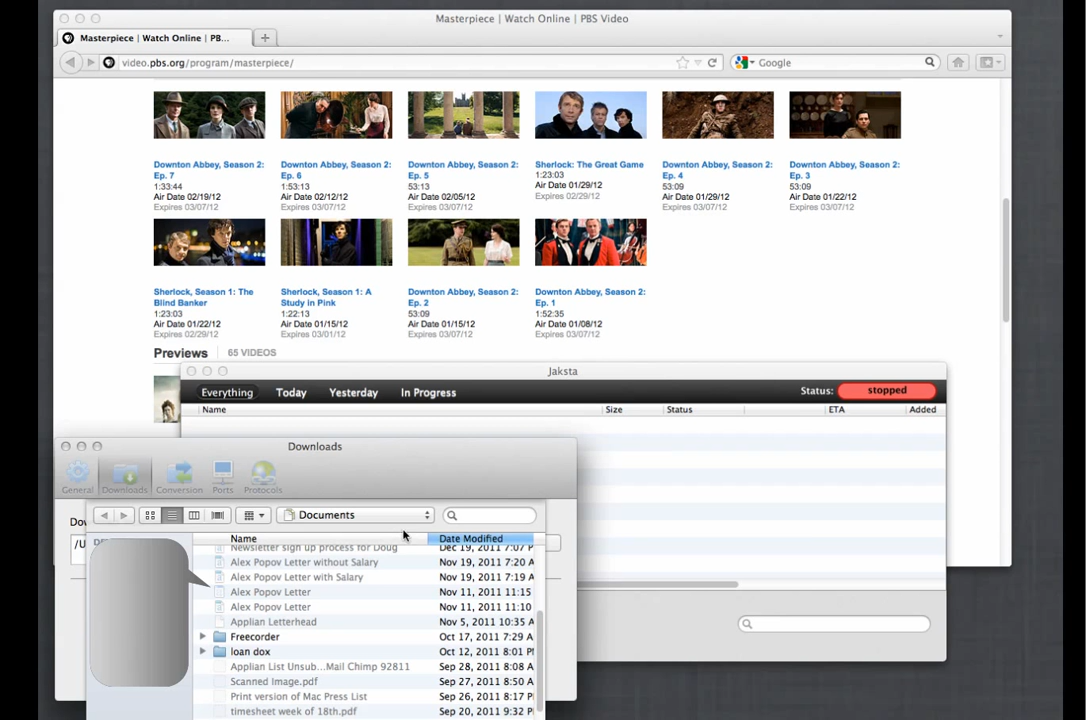 Masterpiece | Watch Online | PBS Video
Masterpiece | Watch Online | PB...
video.pbs.org/program/masterpiece/
Google
Downton Abbey, Season 2: Ep. 7
1:33:44
Air Date 02/19/12
Expires 03/07/12
Downton Abbey, Season 2: Ep. 6
1:53:13
Air Date 02/12/12
Expires 03/07/12
Downton Abbey, Season 2: Ep. 5
53:13
Air Date 02/05/12
Expires 03/07/12
Sherlock: The Great Game
1:23:03
Air Date 01/29/12
Expires 02/29/12
Downton Abbey, Season 2: Ep. 4
53:09
Air Date 01/29/12
Expires 03/07/12
Downton Abbey, Season 2: Ep. 3
53:09
Air Date 01/22/12
Expires 03/07/12
Sherlock, Season 1: The Blind Banker
1:23:03
Air Date 01/22/12
Expires 02/29/12
Sherlock, Season 1: A Study in Pink
1:22:13
Air Date 01/15/12
Expires 03/01/12
Downton Abbey, Season 2: Ep. 2
53:09
Air Date 01/15/12
Expires 03/07/12
Downton Abbey, Season 2: Ep. 1
1:52:35
Air Date 01/08/12
Expires 03/07/12
Previews 65 VIDEOS
Jaksta
Everything Today Yesterday In Progress Status: stopped
Name Size Status ETA Added
Downloads
General Downloads Conversion Ports Protocols
Documents
Name Date Modified
Newsletter sign up process for Doug Dec 19, 2011 7:07 P
Alex Popov Letter without Salary Nov 19, 2011 7:20 A
Alex Popov Letter with Salary Nov 19, 2011 7:19 A
Alex Popov Letter Nov 11, 2011 11:15
Alex Popov Letter Nov 11, 2011 11:10
Applian Letterhead Nov 5, 2011 10:35 A
Freecorder Oct 17, 2011 7:29 A
loan dox Oct 12, 2011 8:01 P
Applian List Unsub...Mail Chimp 92811 Sep 28, 2011 8:08 A
Scanned Image.pdf Sep 27, 2011 8:50 A
Print version of Mac Press List Sep 26, 2011 8:17 P
timesheet week of 18th.pdf Sep 20, 2011 9:32 P